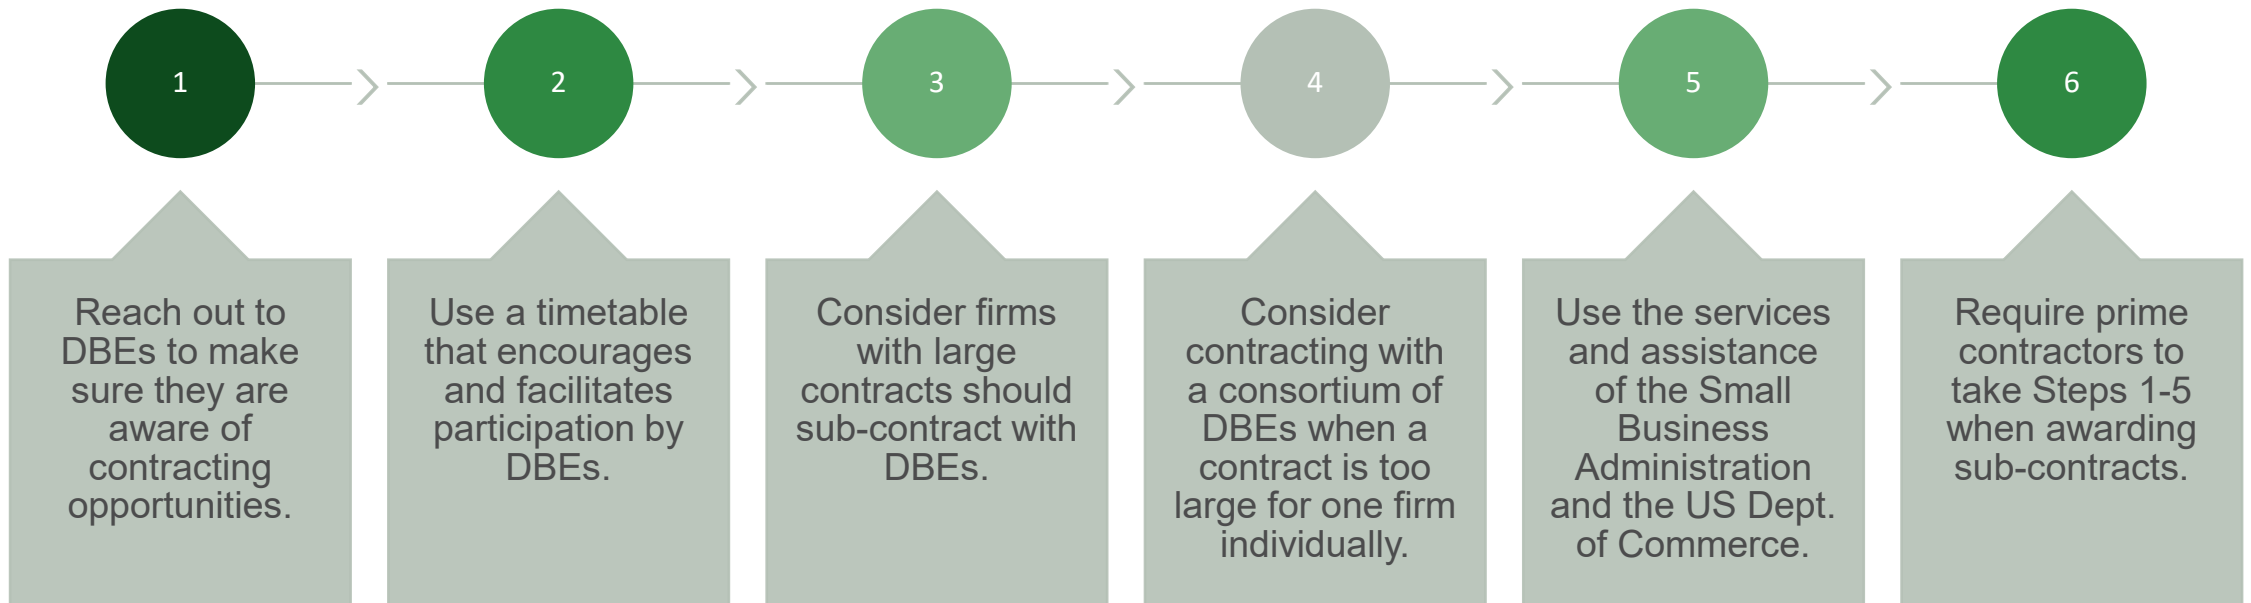 1
2
3
4
5
6
Reach out to
DBEs to make
sure they are
aware of
contracting
opportunities.
Use a timetable
that encourages
and facilitates
participation by
DBEs.
Consider firms
with large
contracts should
sub-contract with
DBEs.
Consider
contracting with
a consortium of
DBEs when a
contract is too
large for one firm
individually.
Use the services
and assistance
of the Small
Business
Administration
and the US Dept.
of Commerce.
Require prime
contractors to
take Steps 1-5
when awarding
sub-contracts.